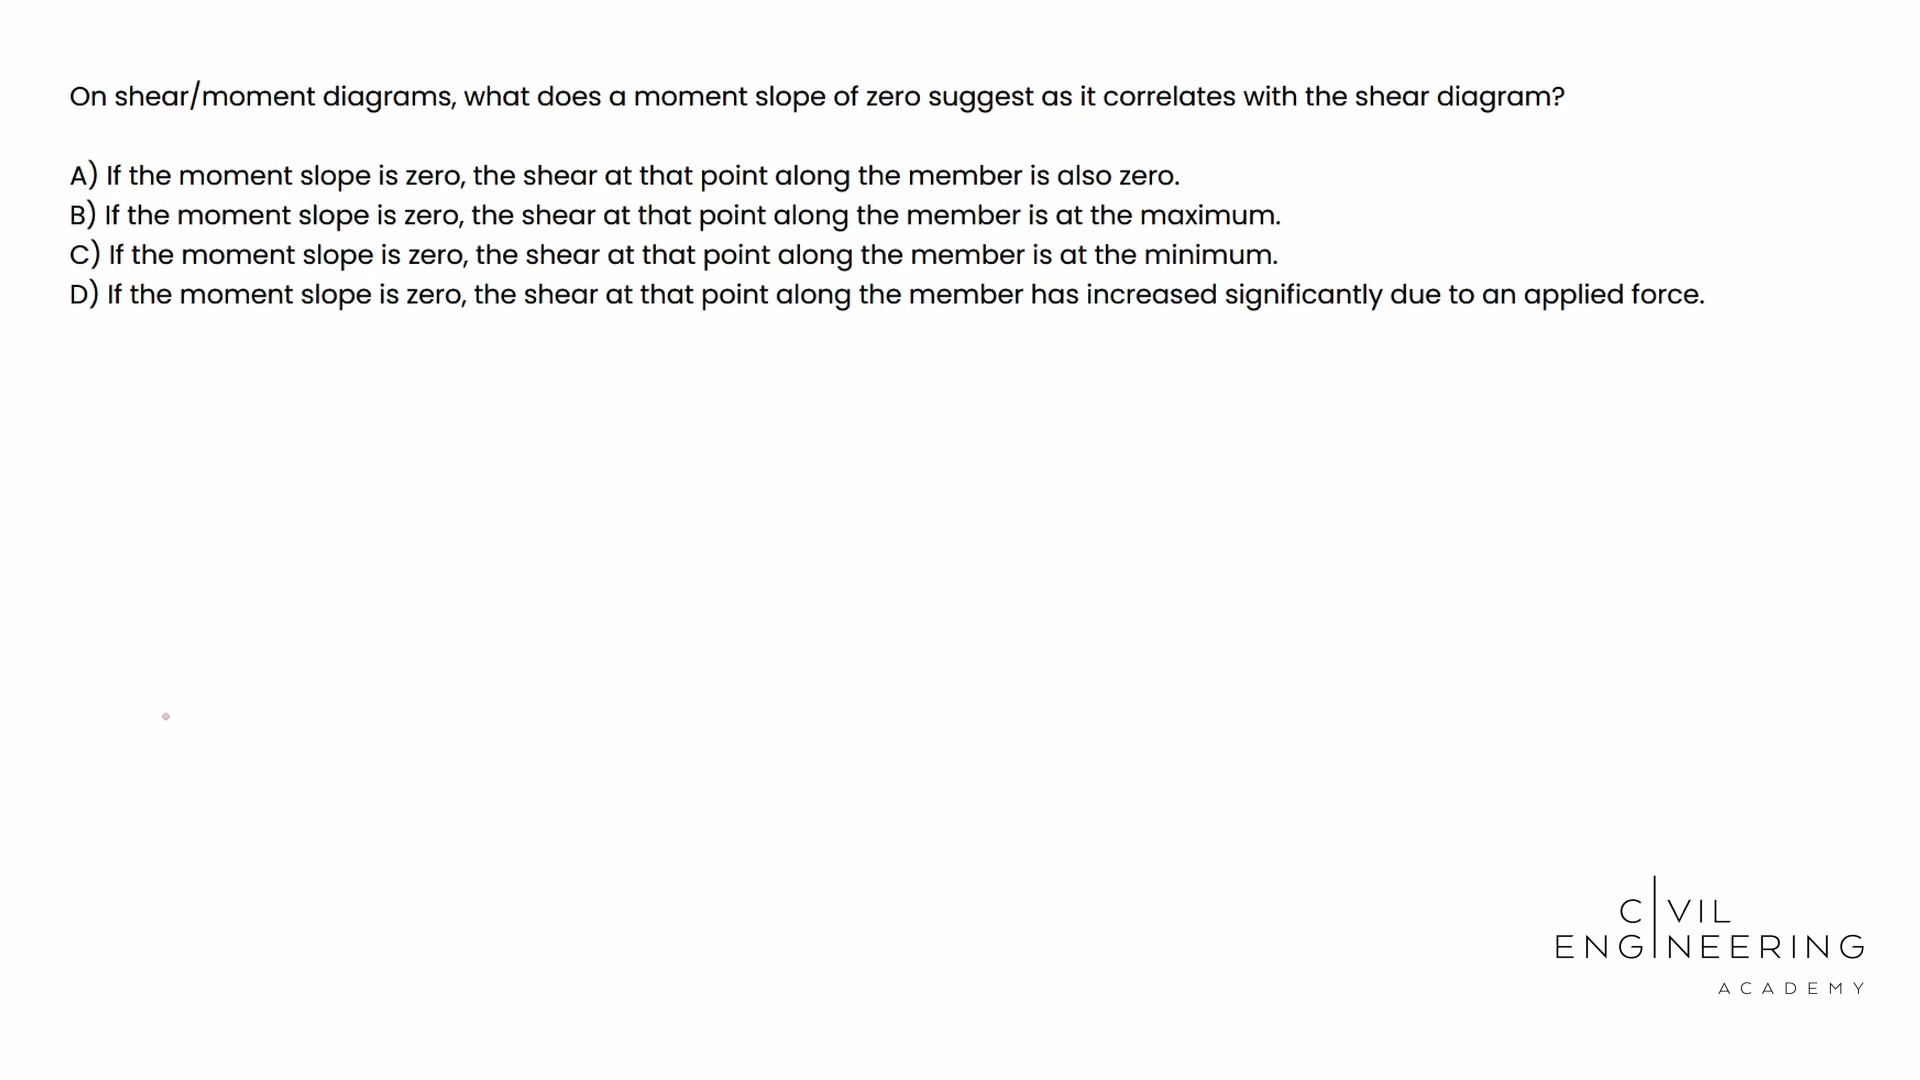 On shear/moment diagrams, what does a moment slope of zero suggest as it correlates with the shear diagram?
A) If the moment slope is zero, the shear at that point along the member is also zero.
B) If the moment slope is zero, the shear at that point along the member is at the maximum.
C) If the moment slope is zero, the shear at that point along the member is at the minimum.
D) If the moment slope is zero, the shear at that point along the member has increased significantly due to an applied force.
CIVIL
ENGINEERING
ACADEMY